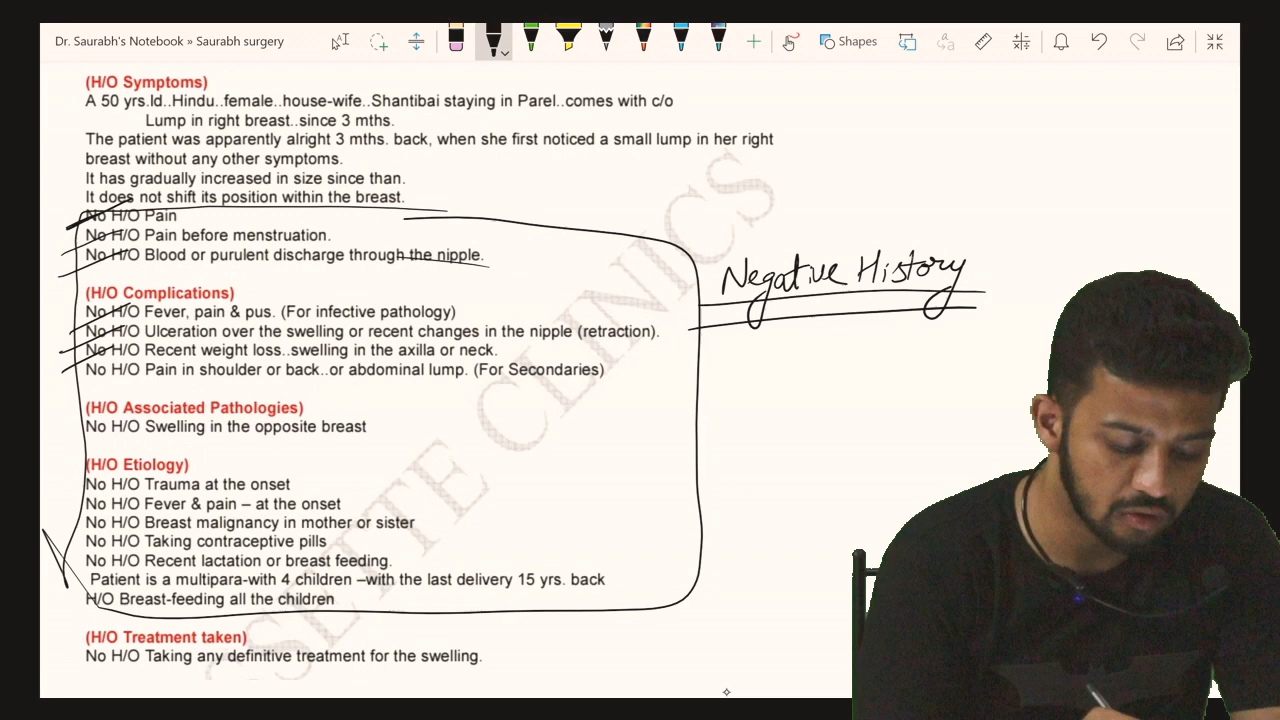 Dr. Saurabh's Notebook » Saurabh surgery
Shapes
(H/O Symptoms)
A 50 yrs.ld..Hindu..female..house-wife..Shantibai staying in Parel..comes with c/o
Lump in right breast..since 3 mths.
The patient was apparently alright 3 mths. back, when she first noticed a small lump in her right
breast without any other symptoms.
It has gradually increased in size since than.
It does not shift its position within the breast.
No H/O Pain
No H/O Pain before menstruation.
No H/O Blood or purulent discharge through the nipple.
Negative History
(H/O Complications)
No H/O Fever, pain & pus. (For infective pathology)
No H/O Ulceration over the swelling or recent changes in the nipple (retraction).
No H/O Recent weight loss..swelling in the axilla or neck.
No H/O Pain in shoulder or back..or abdominal lump. (For Secondaries)
(H/O Associated Pathologies)
No H/O Swelling in the opposite breast
(H/O Etiology)
No H/O Trauma at the onset
No H/O Fever & pain – at the onset
No H/O Breast malignancy in mother or sister
No H/O Taking contraceptive pills
No H/O Recent lactation or breast feeding.
Patient is a multipara-with 4 children –with the last delivery 15 yrs. back
H/O Breast-feeding all the children
(H/O Treatment taken)
No H/O Taking any definitive treatment for the swelling.